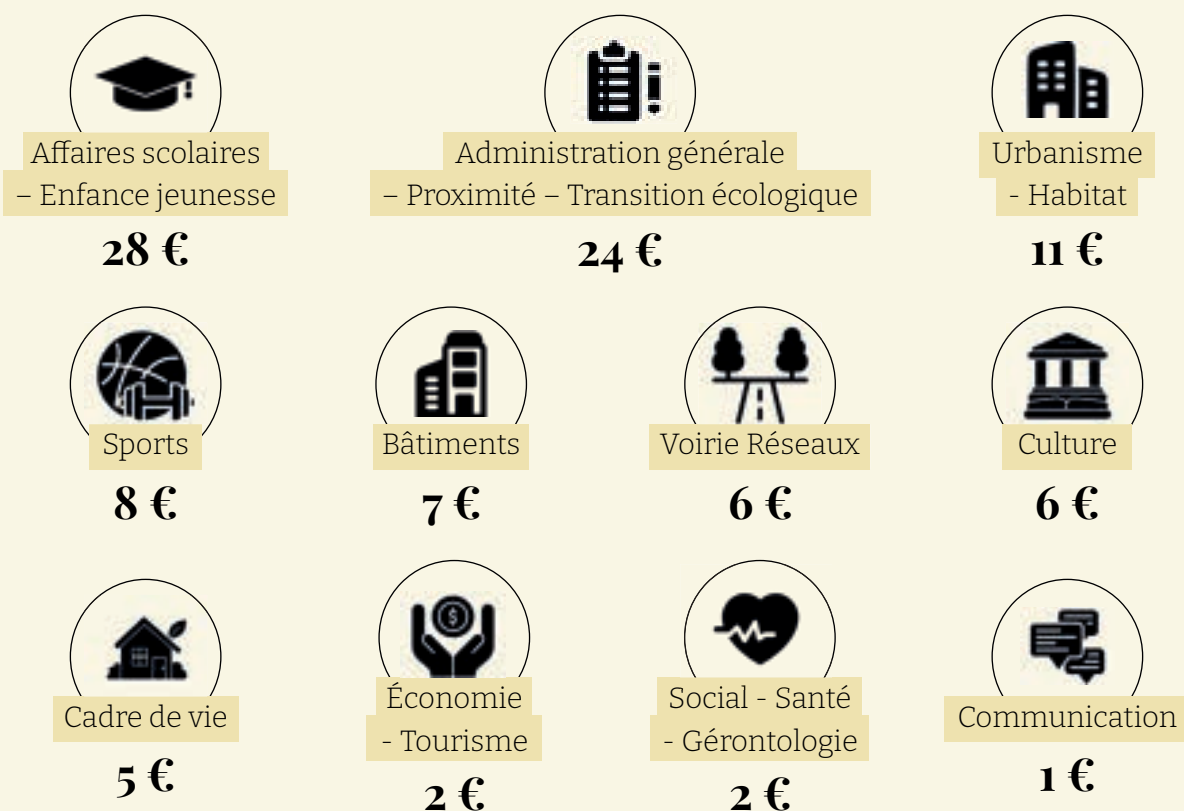 Affaires scolaires
– Enfance jeunesse
28 €
Administration générale
– Proximité – Transition écologique
24 €
Urbanisme
- Habitat
11 €
Sports
8 €
Bâtiments
7 €
Voirie Réseaux
6 €
Culture
6 €
Cadre de vie
5 €
Économie
- Tourisme
2 €
Social - Santé
- Gérontologie
2 €
Communication
1 €